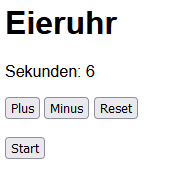 Eieruhr
Sekunden: 6
Plus Minus Reset
Start